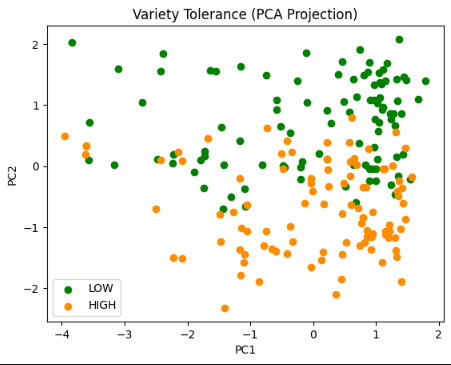 Variety Tolerance (PCA Projection)
2
1
0
−1
−2
PC2
LOW
HIGH
−4 −3 −2 −1 0 1 2
PC1